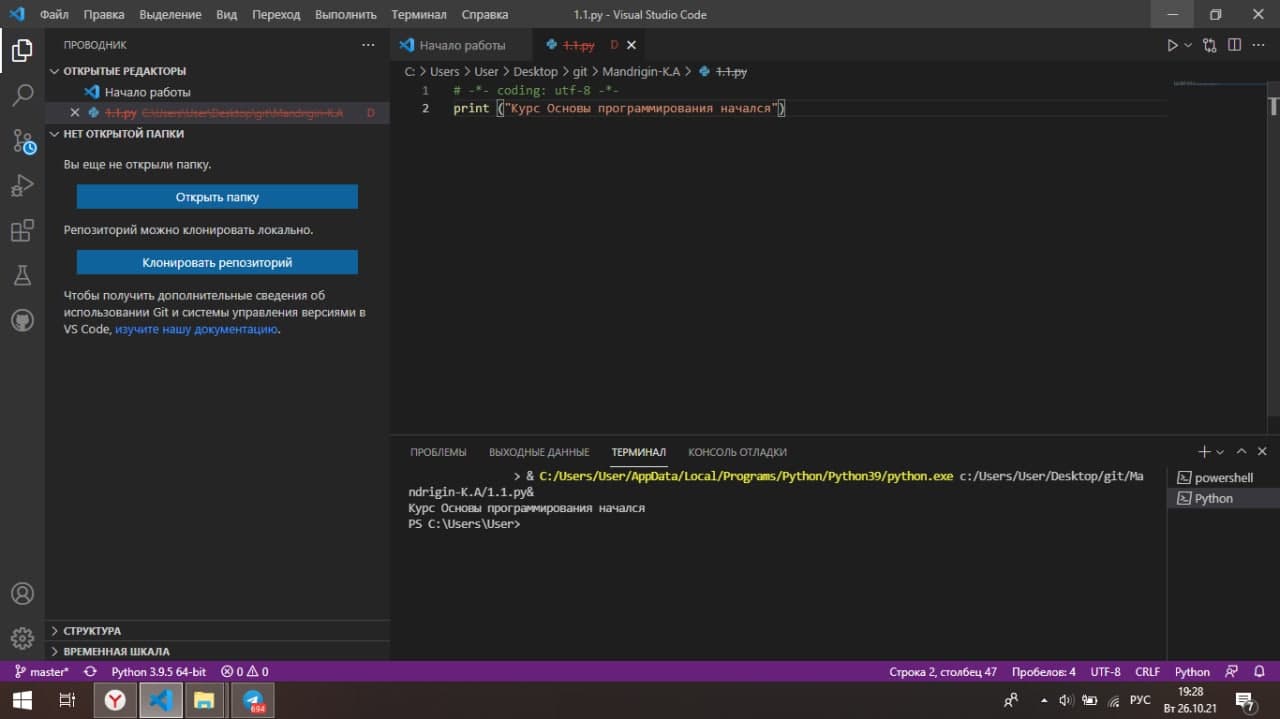 Файл Правка Выделение Вид Переход Выполнить Терминал Справка 1.1.py - Visual Studio Code
ПРОВОДНИК
ОТКРЫТЫЕ РЕДАКТОРЫ
Начало работы
1.1.py C:\Users\User\Desktop\git\Mandrigin-K.A D
НЕТ ОТКРЫТОЙ ПАПКИ
Вы еще не открыли папку.
Открыть папку
Репозиторий можно клонировать локально.
Клонировать репозиторий
Чтобы получить дополнительные сведения об
использовании Git и системы управления версиями в
VS Code, изучите нашу документацию.
СТРУКТУРА
ВРЕМЕННАЯ ШКАЛА
Начало работы 1.1.py D
C: > Users > User > Desktop > git > Mandrigin-K.A > 1.1.py
1 # -*- coding: utf-8 -*-
2 print ("Курс Основы программирования начался")
ПРОБЛЕМЫ ВЫХОДНЫЕ ДАННЫЕ ТЕРМИНАЛ КОНСОЛЬ ОТЛАДКИ
> & C:/Users/User/AppData/Local/Programs/Python/Python39/python.exe c:/Users/User/Desktop/git/Ma
ndrigin-K.A/1.1.py&
Курс Основы программирования начался
PS C:\Users\User>
powershell
Python
master* Python 3.9.5 64-bit 0 0 Строка 2, столбец 47 Пробелов: 4 UTF-8 CRLF Python
694 РУС 19:28
Вт 26.10.21 7